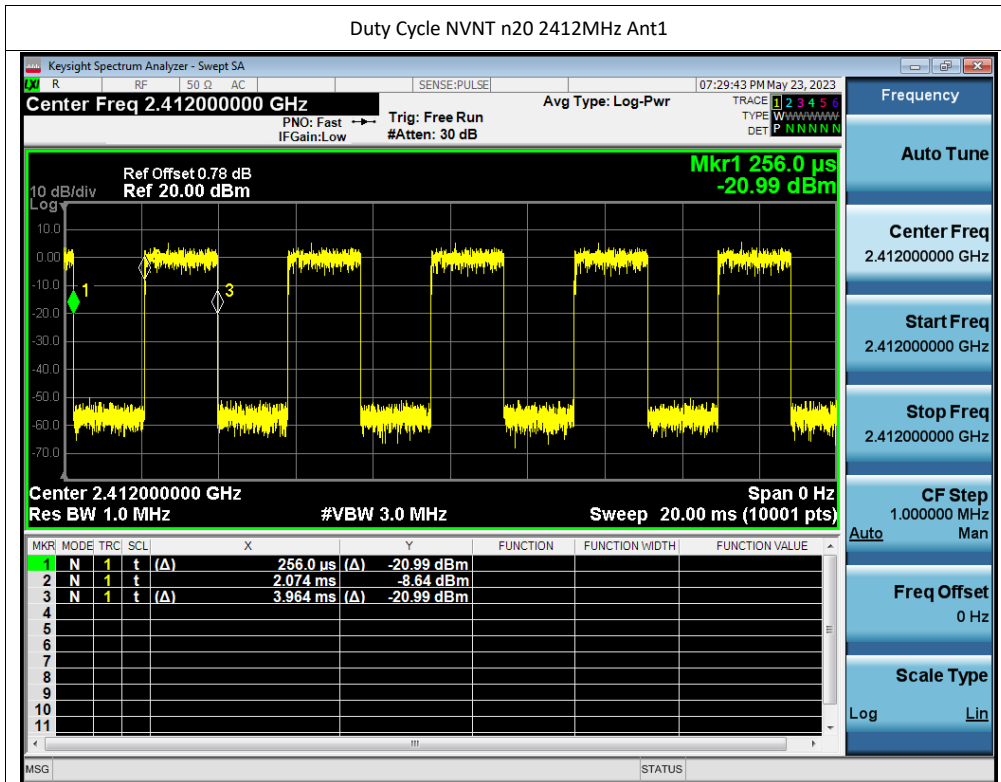 Duty Cycle NVNT n20 2412MHz Ant1
Keysight Spectrum Analyzer - Swept SA
LXI R RF 50 Ω AC SENSE:PULSE 07:29:43 PM May 23, 2023
Center Freq 2.412000000 GHz
PNO: Fast
IFGain:Low
Trig: Free Run
#Atten: 30 dB
Avg Type: Log-Pwr
TRACE 1 2 3 4 5 6
TYPE W W W W W W
DET P N N N N N
Mkr1 256.0 µs
-20.99 dBm
Ref Offset 0.78 dB
10 dB/div Ref 20.00 dBm
Log
10.0
0.00
-10.0
-20.0
-30.0
-40.0
-50.0
-60.0
-70.0
1
3
Center 2.412000000 GHz Span 0 Hz
Res BW 1.0 MHz #VBW 3.0 MHz Sweep 20.00 ms (10001 pts)
MKR MODE TRC SCL X Y FUNCTION FUNCTION WIDTH FUNCTION VALUE
1 N 1 t (Δ) 256.0 µs (Δ) -20.99 dBm
2 N 1 t 2.074 ms -8.64 dBm
3 N 1 t (Δ) 3.964 ms (Δ) -20.99 dBm
4
5
6
7
8
9
10
11
MSG STATUS
Frequency
Auto Tune
Center Freq
2.412000000 GHz
Start Freq
2.412000000 GHz
Stop Freq
2.412000000 GHz
CF Step
1.000000 MHz
Auto Man
Freq Offset
0 Hz
Scale Type
Log Lin